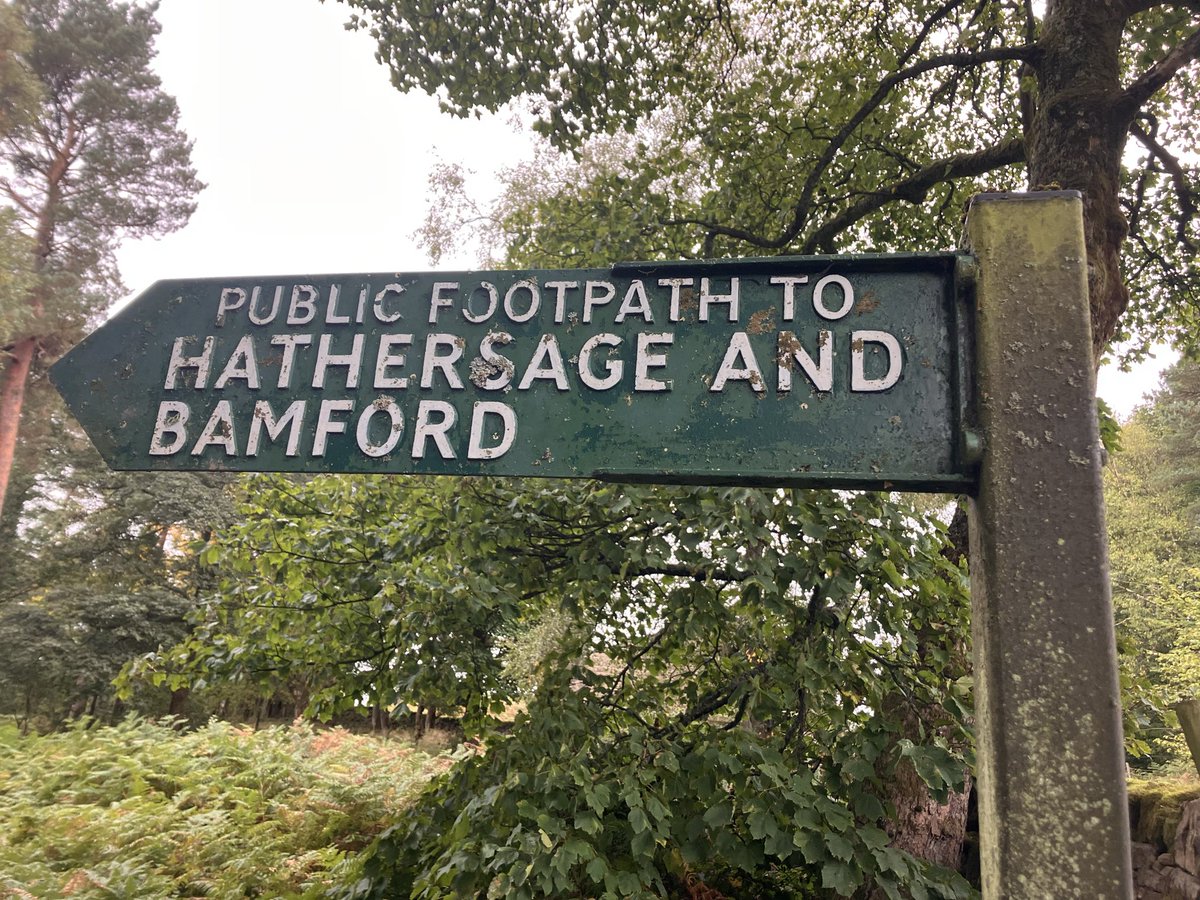 PUBLIC FOOTPATH TO
HATHERSAGE AND
BAMFORD